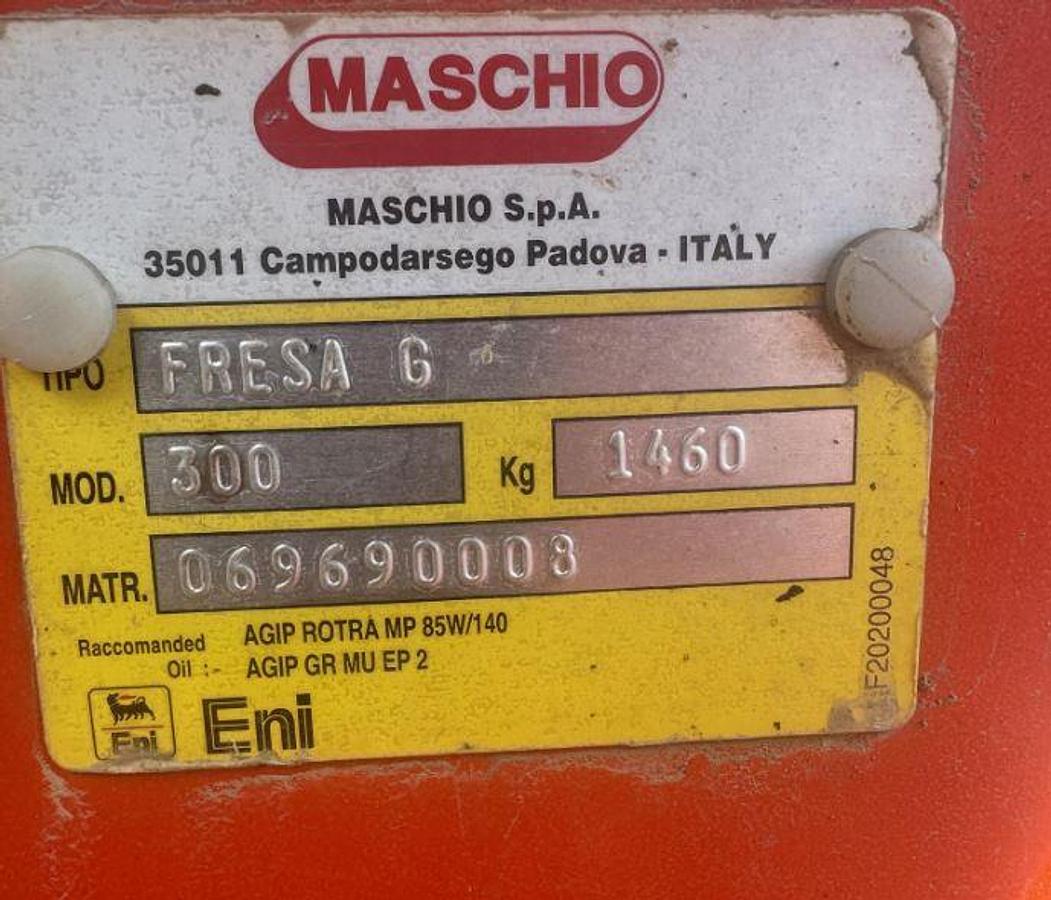 MASCHIO
MASCHIO S.p.A.
35011 Campodarsego Padova - ITALY
TIPO FRESA G
MOD. 300 Kg 1460
MATR. 069690008
Raccomanded AGIP ROTRA MP 85W/140
Oil :- AGIP GR MU EP 2
Eni Eni
F20200048